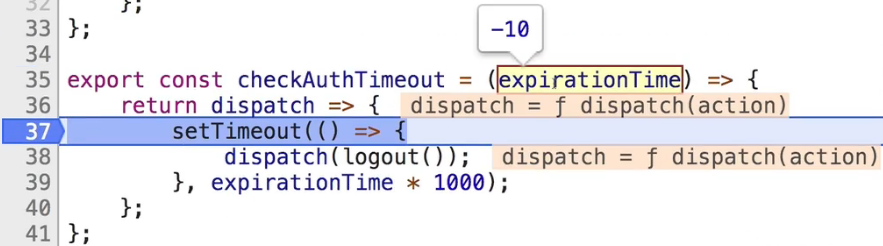 -10
32 };
33 };
34
35 export const checkAuthTimeout = (expirationTime) => {
36 return dispatch => { dispatch = ƒ dispatch(action)
37 setTimeout(() => {
38 dispatch(logout()); dispatch = ƒ dispatch(action)
39 }, expirationTime * 1000);
40 };
41 };